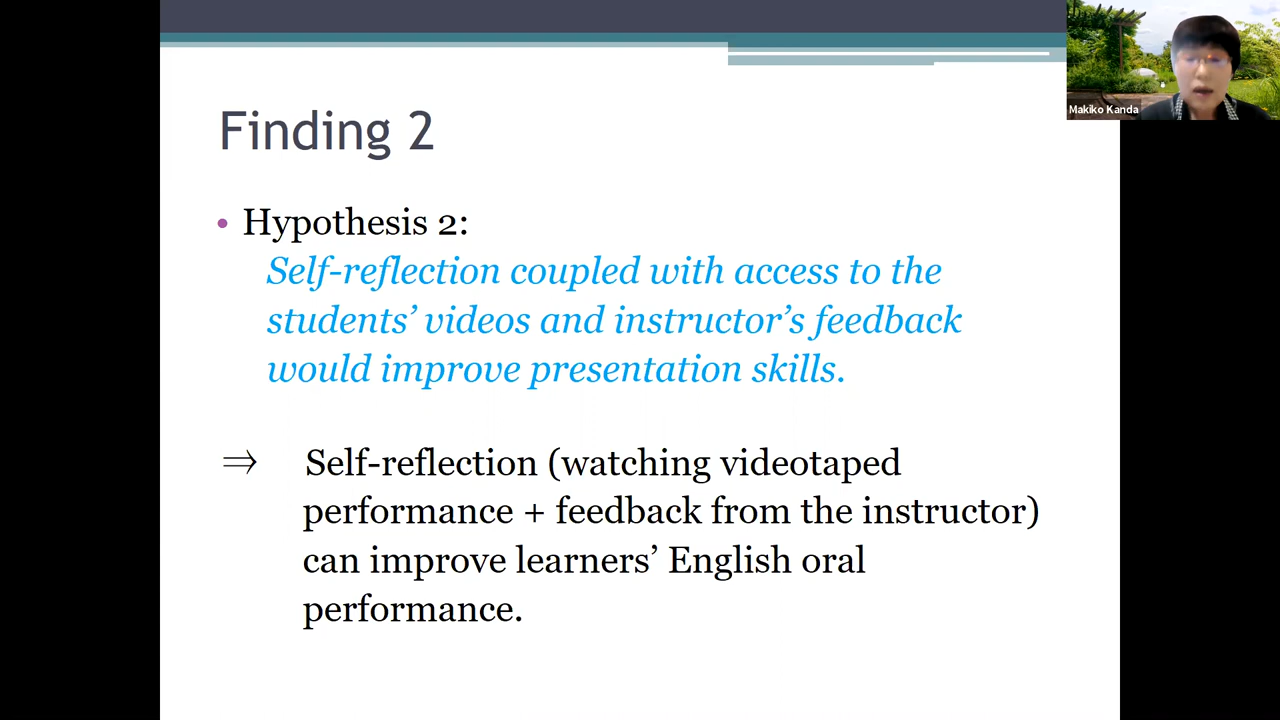 Makiko Kanda
Finding 2
• Hypothesis 2:
Self-reflection coupled with access to the
students’ videos and instructor’s feedback
would improve presentation skills.
⇒ Self-reflection (watching videotaped
performance + feedback from the instructor)
can improve learners’ English oral
performance.